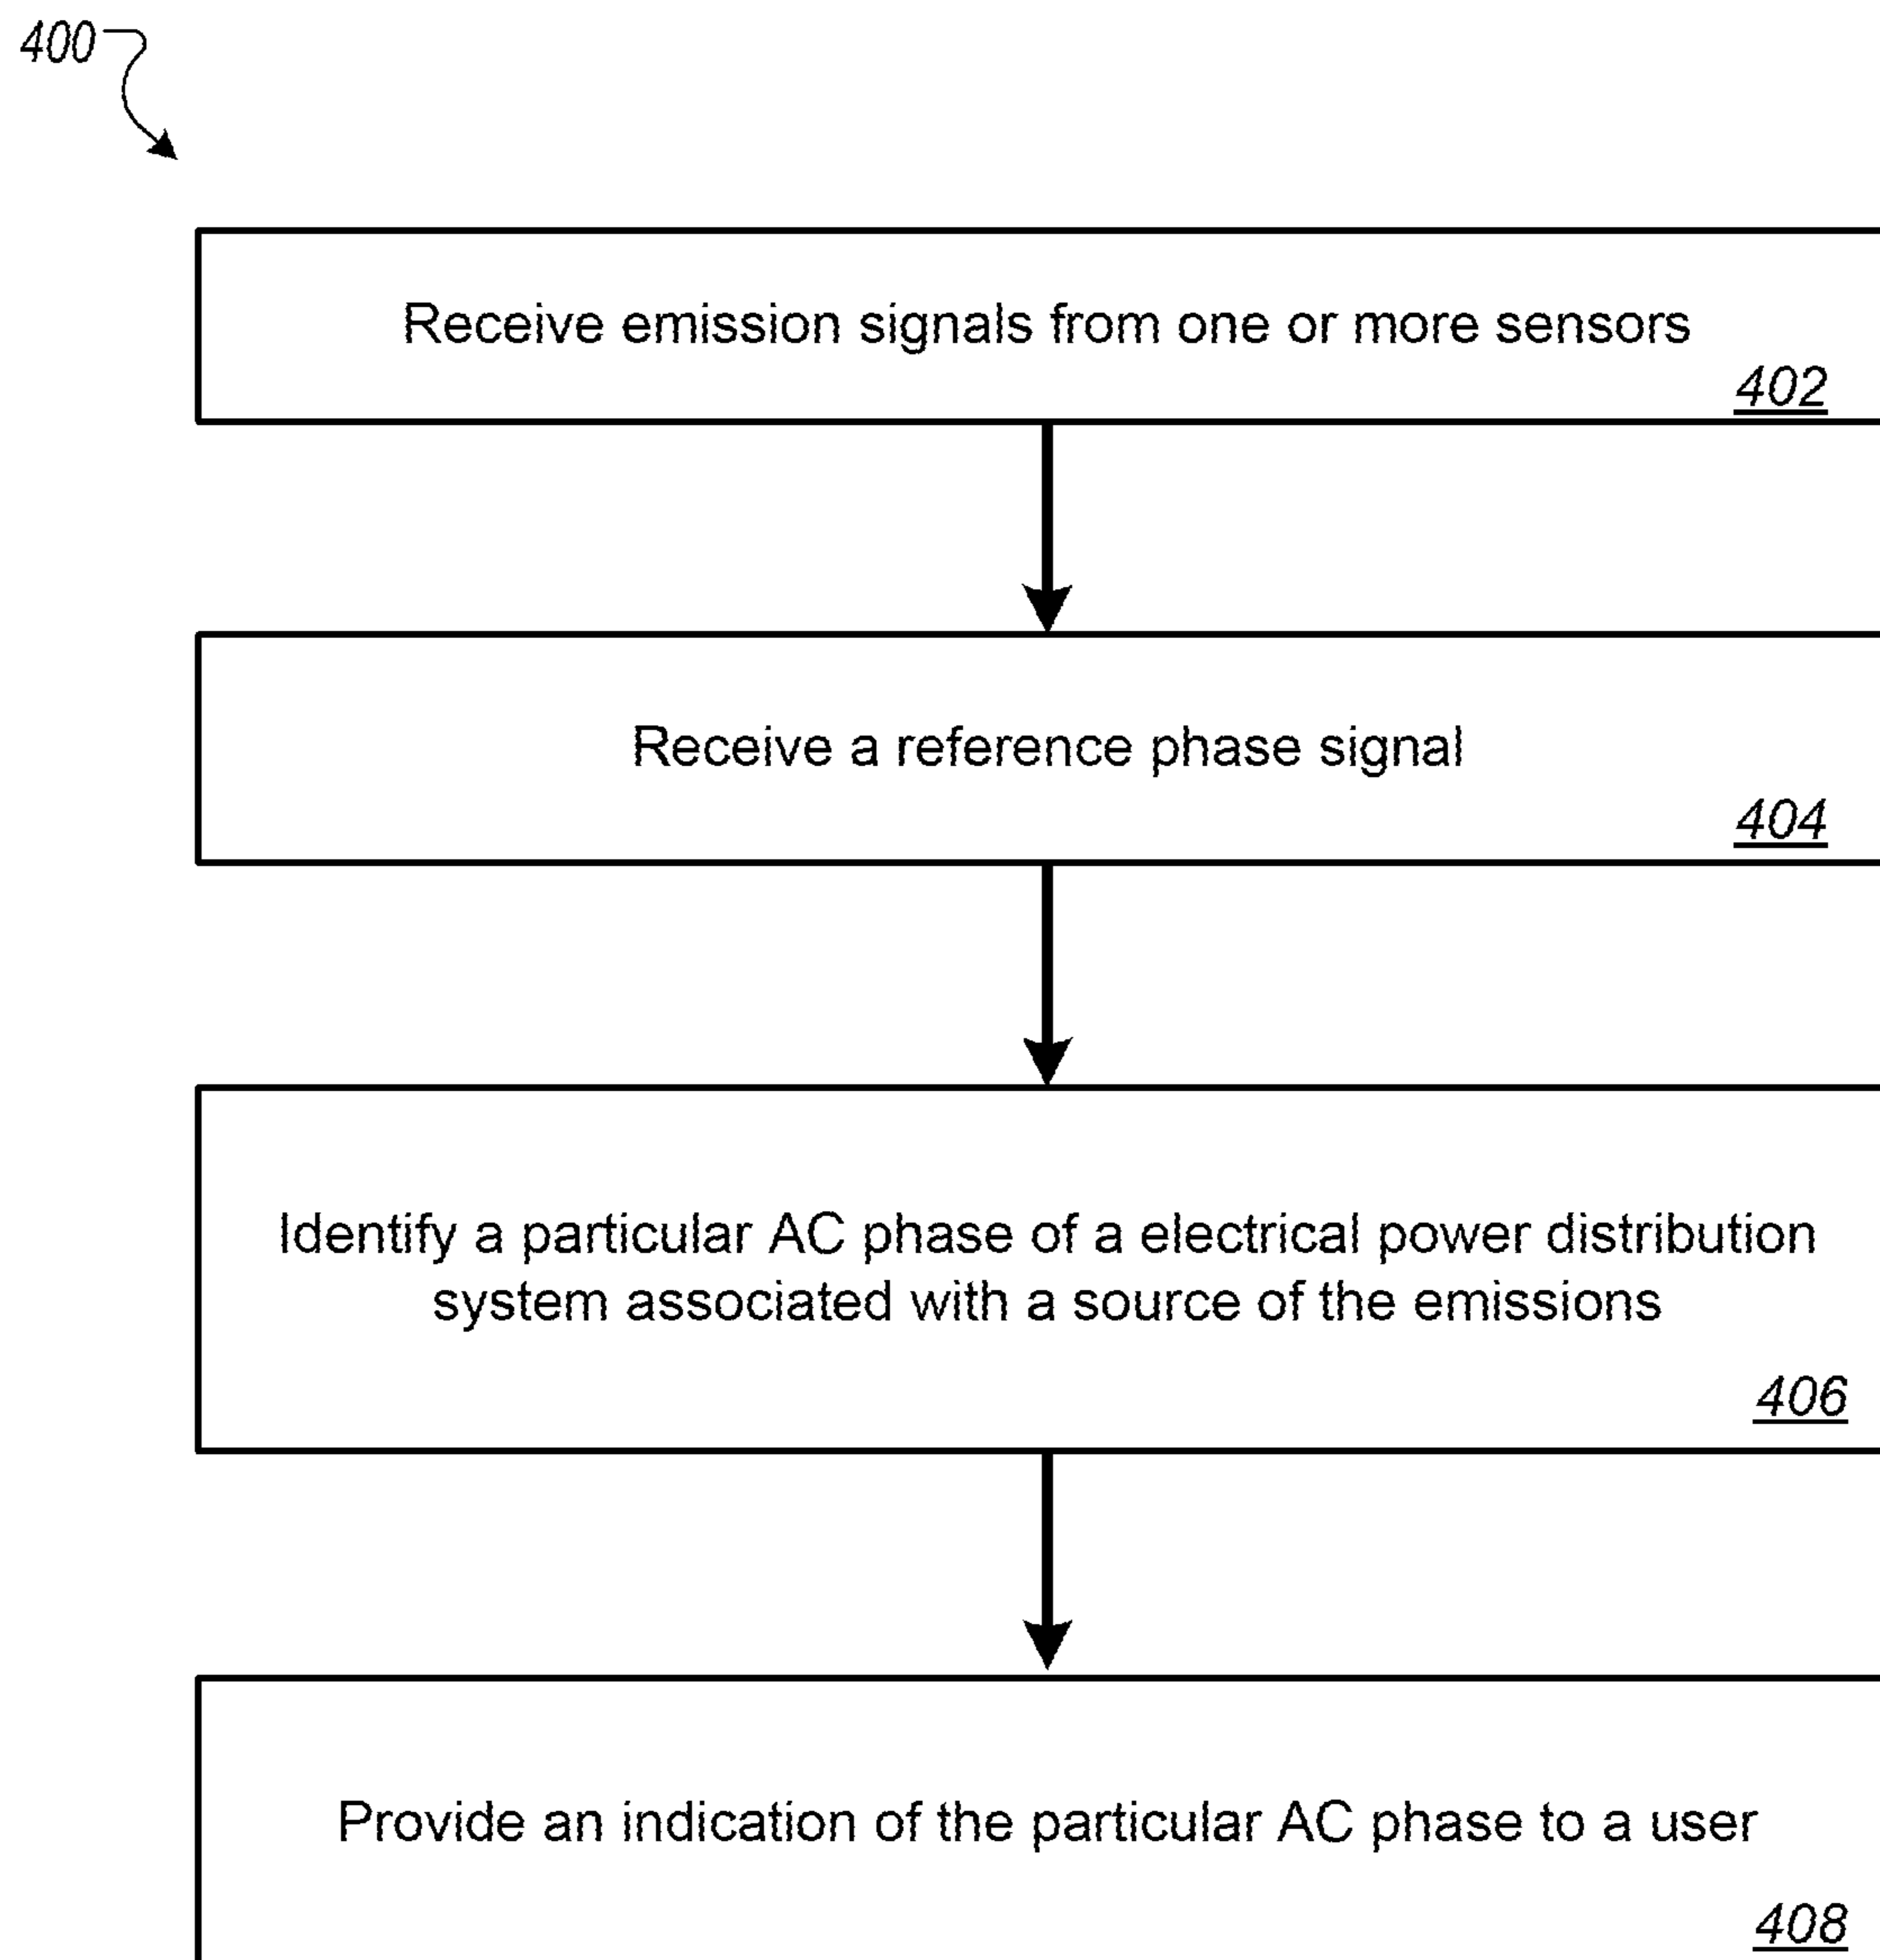 400
Receive emission signals from one or more sensors
402
Receive a reference phase signal
404
Identify a particular AC phase of a electrical power distribution
system associated with a source of the emissions
406
Provide an indication of the particular AC phase to a user
408